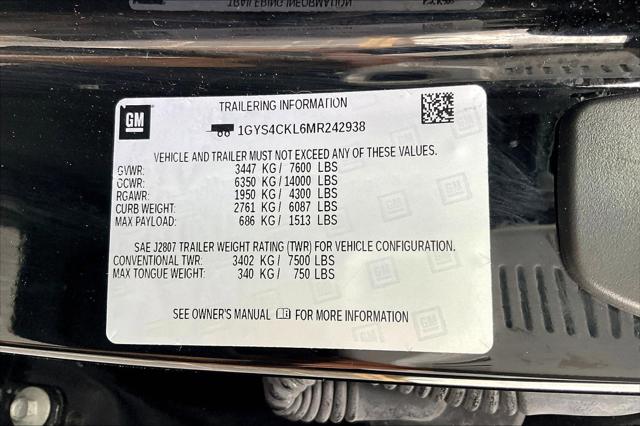 TRAILERING INFORMATION
GM
TRAILERING INFORMATION
1GYS4CKL6MR242938
VEHICLE AND TRAILER MUST NOT EXCEED ANY OF THESE VALUES.
GVWR: 3447 KG / 7600 LBS
GCWR: 6350 KG / 14000 LBS
RGAWR: 1950 KG / 4300 LBS
CURB WEIGHT: 2761 KG / 6087 LBS
MAX PAYLOAD: 686 KG / 1513 LBS
SAE J2807 TRAILER WEIGHT RATING (TWR) FOR VEHICLE CONFIGURATION.
CONVENTIONAL TWR: 3402 KG / 7500 LBS
MAX TONGUE WEIGHT: 340 KG / 750 LBS
SEE OWNER'S MANUAL FOR MORE INFORMATION